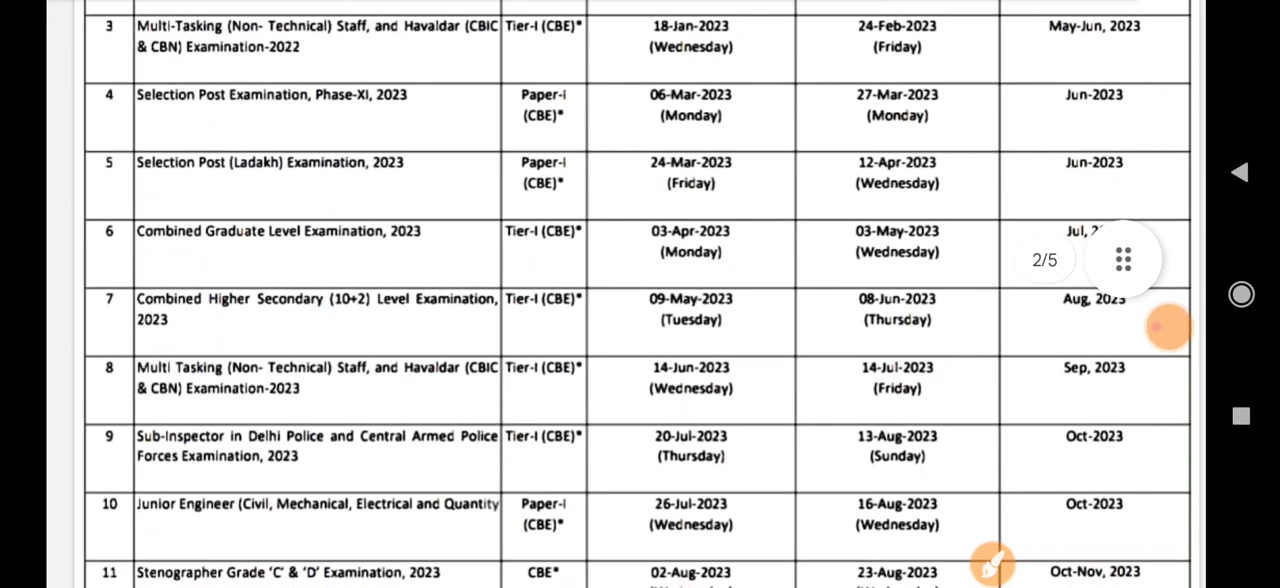 3 Multi-Tasking (Non- Technical) Staff, and Havaldar (CBIC Tier-I (CBE)* 18-Jan-2023 24-Feb-2023 May-Jun, 2023
& CBN) Examination-2022 (Wednesday) (Friday)
4 Selection Post Examination, Phase-XI, 2023 Paper-I 06-Mar-2023 27-Mar-2023 Jun-2023
(CBE)* (Monday) (Monday)
5 Selection Post (Ladakh) Examination, 2023 Paper-I 24-Mar-2023 12-Apr-2023 Jun-2023
(CBE)* (Friday) (Wednesday)
6 Combined Graduate Level Examination, 2023 Tier-I (CBE)* 03-Apr-2023 03-May-2023 Jul,
(Monday) (Wednesday) 2/5
7 Combined Higher Secondary (10+2) Level Examination, Tier-I (CBE)* 09-May-2023 08-Jun-2023 Aug, 2023
2023 (Tuesday) (Thursday)
8 Multi Tasking (Non- Technical) Staff, and Havaldar (CBIC Tier-I (CBE)* 14-Jun-2023 14-Jul-2023 Sep, 2023
& CBN) Examination-2023 (Wednesday) (Friday)
9 Sub-Inspector in Delhi Police and Central Armed Police Tier-I (CBE)* 20-Jul-2023 13-Aug-2023 Oct-2023
Forces Examination, 2023 (Thursday) (Sunday)
10 Junior Engineer (Civil, Mechanical, Electrical and Quantity Paper-I 26-Jul-2023 16-Aug-2023 Oct-2023
(CBE)* (Wednesday) (Wednesday)
11 Stenographer Grade 'C' & 'D' Examination, 2023 CBE* 02-Aug-2023 23-Aug-2023 Oct-Nov, 2023